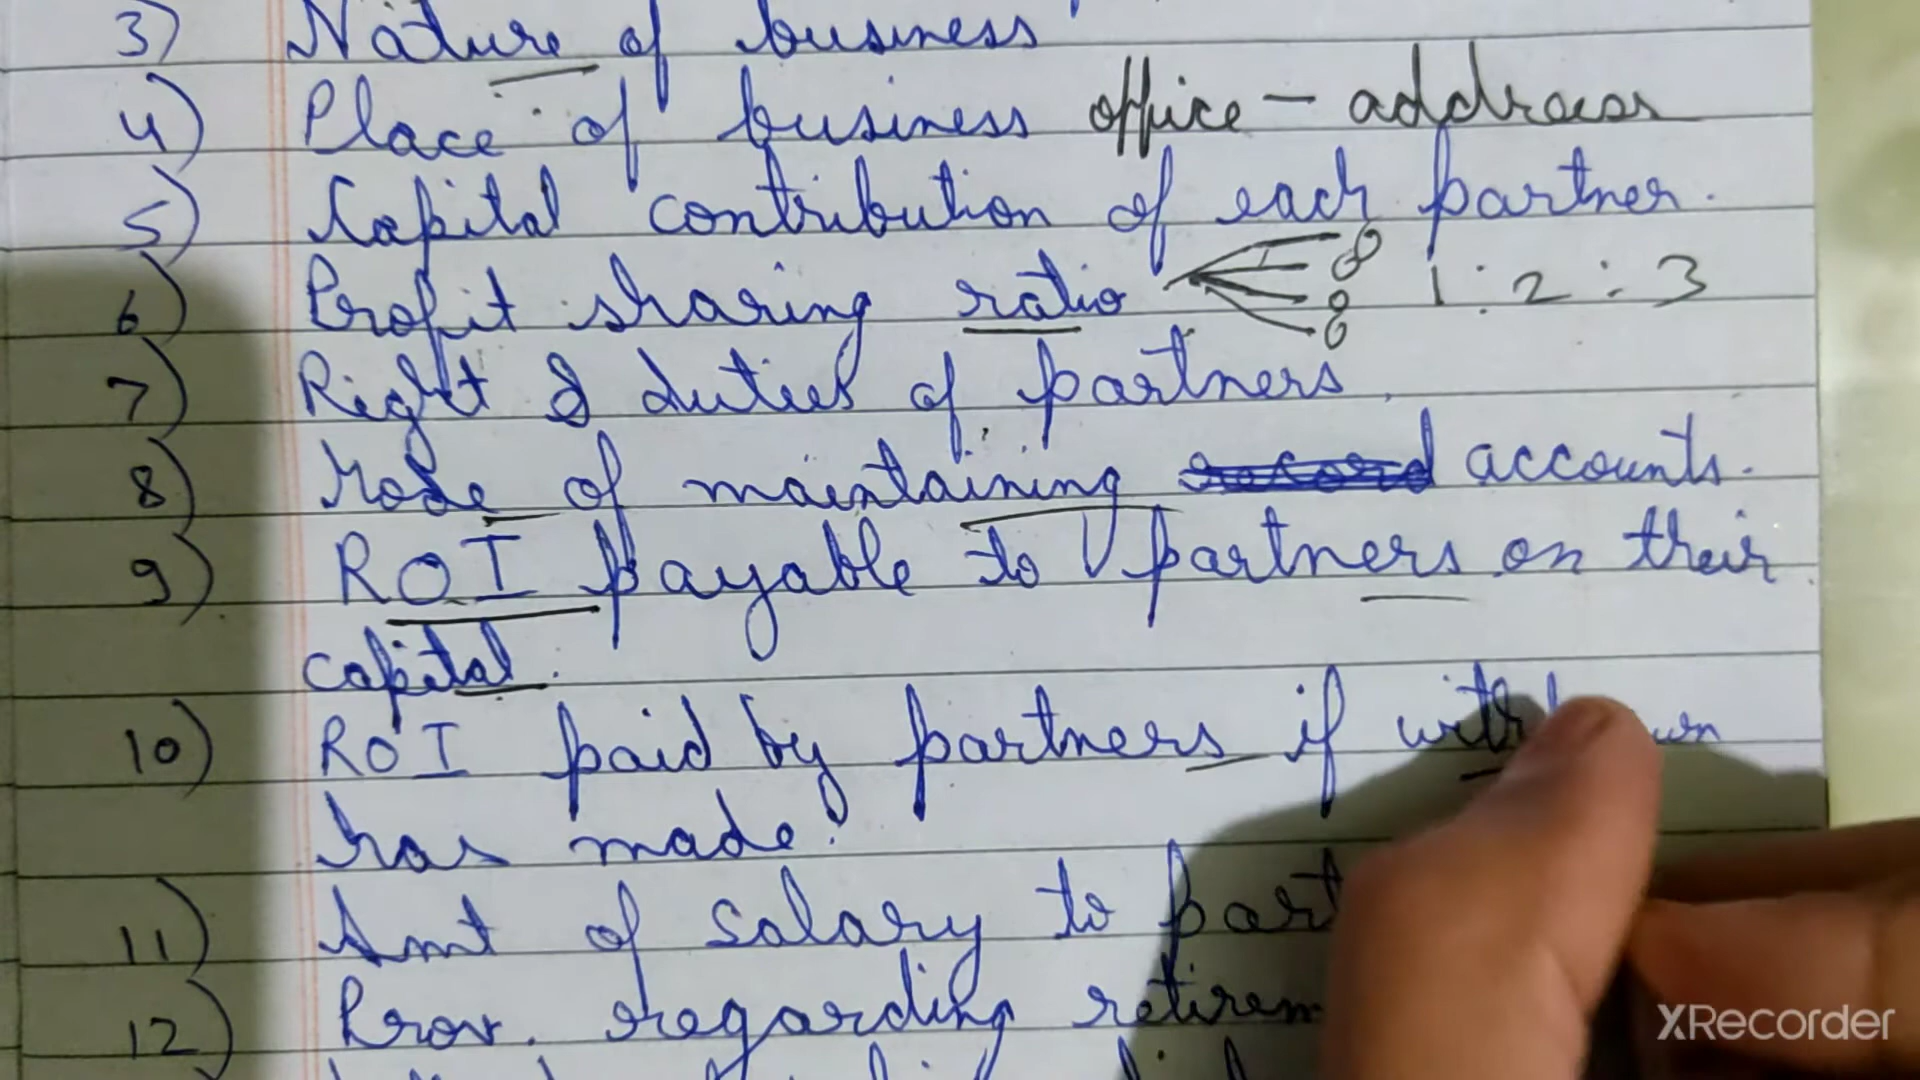 3) Nature of business
4) Place of business office - address
5) Capital contribution of each partner.
6) Profit sharing ratio 1 : 2 : 3
7) Right & duties of partners.
8) Mode of maintaining record accounts.
9) ROI payable to partners on their
capital.
10) ROI paid by partners if
has made.
11) Amt of salary to
12) Prov. regarding
XRecorder